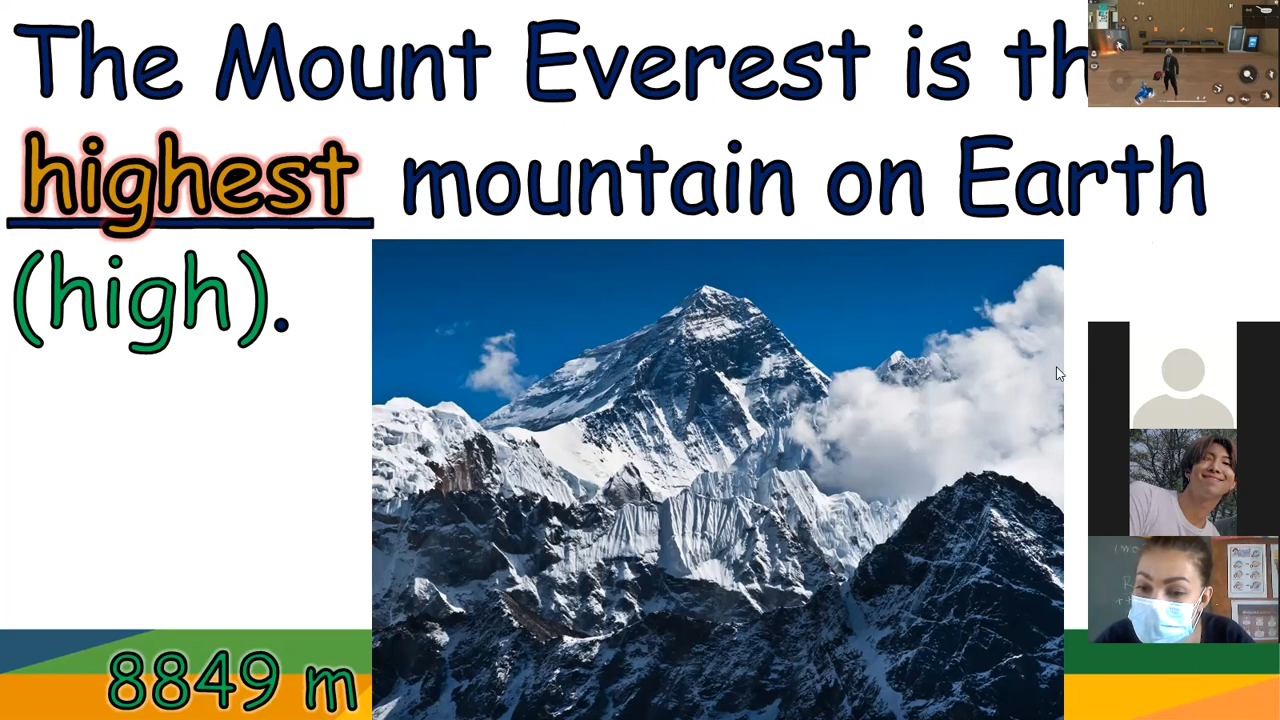 The Mount Everest is th
highest mountain on Earth
(high).
8849 m